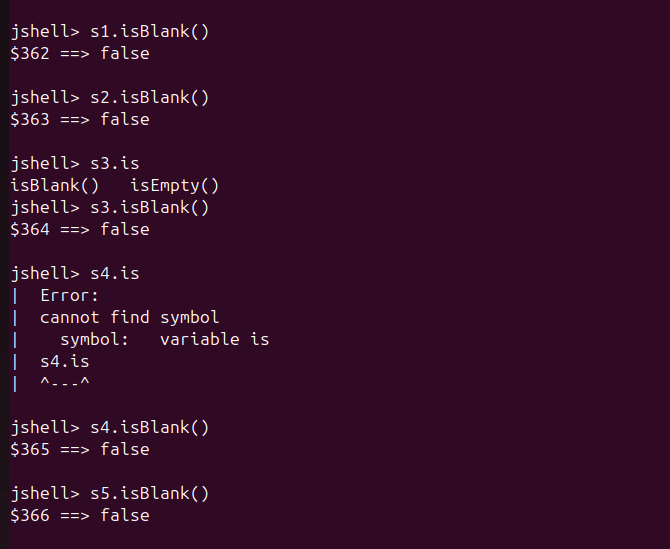 jshell> s1.isBlank()
$362 ==> false
jshell> s2.isBlank()
$363 ==> false
jshell> s3.is
isBlank()   isEmpty()
jshell> s3.isBlank()
$364 ==> false
jshell> s4.is
|  Error:
|  cannot find symbol
|    symbol:   variable is
|  s4.is
|  ^---^
jshell> s4.isBlank()
$365 ==> false
jshell> s5.isBlank()
$366 ==> false